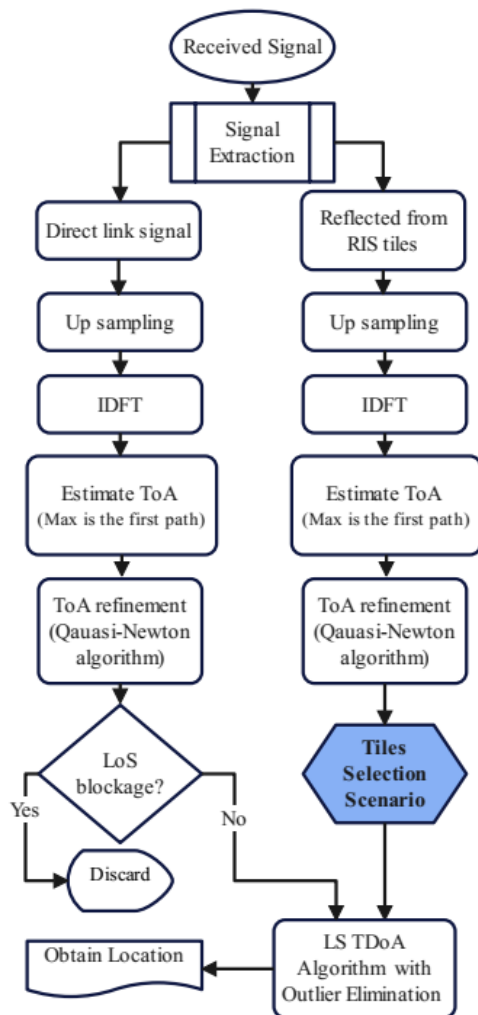 Received Signal
Signal
Extraction
Direct link signal
Reflected from
RIS tiles
Up sampling
Up sampling
IDFT
IDFT
Estimate ToA
(Max is the first path)
Estimate ToA
(Max is the first path)
ToA refinement
(Qauasi-Newton
algorithm)
ToA refinement
(Qauasi-Newton
algorithm)
LoS
blockage?
Yes
No
Discard
Tiles
Selection
Scenario
LS TDoA
Algorithm with
Outlier Elimination
Obtain Location